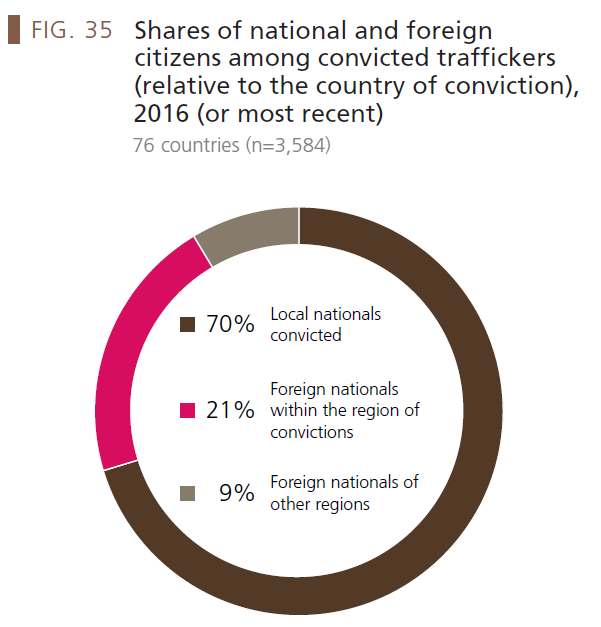 FIG. 35 Shares of national and foreign
citizens among convicted traffickers
(relative to the country of conviction),
2016 (or most recent)
76 countries (n=3,584)
70% Local nationals
convicted
Foreign nationals
21% within the region of
convictions
9% Foreign nationals of
other regions